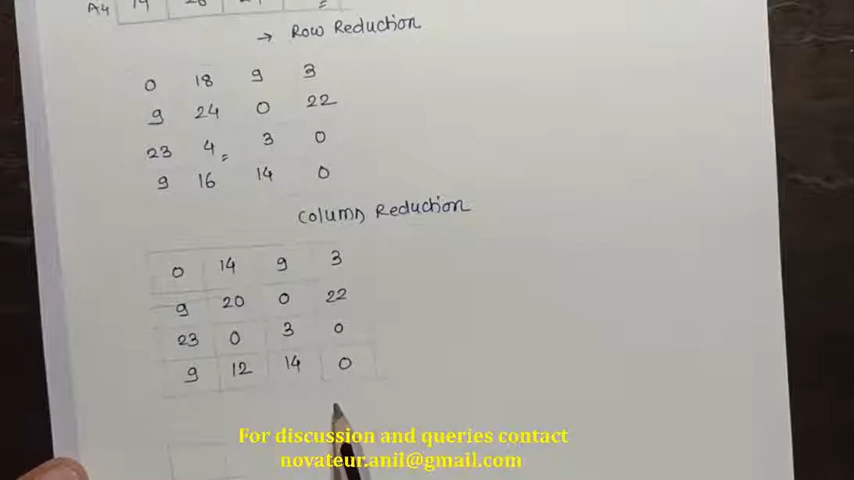 A4 19
→ Row Reduction
0 18 9 3
9 24 0 22
23 4 3 0
9 16 14 0
Column Reduction
0 14 9 3
9 20 0 22
23 0 3 0
9 12 14 0
For discussion and queries contact
novateur.anil@gmail.com